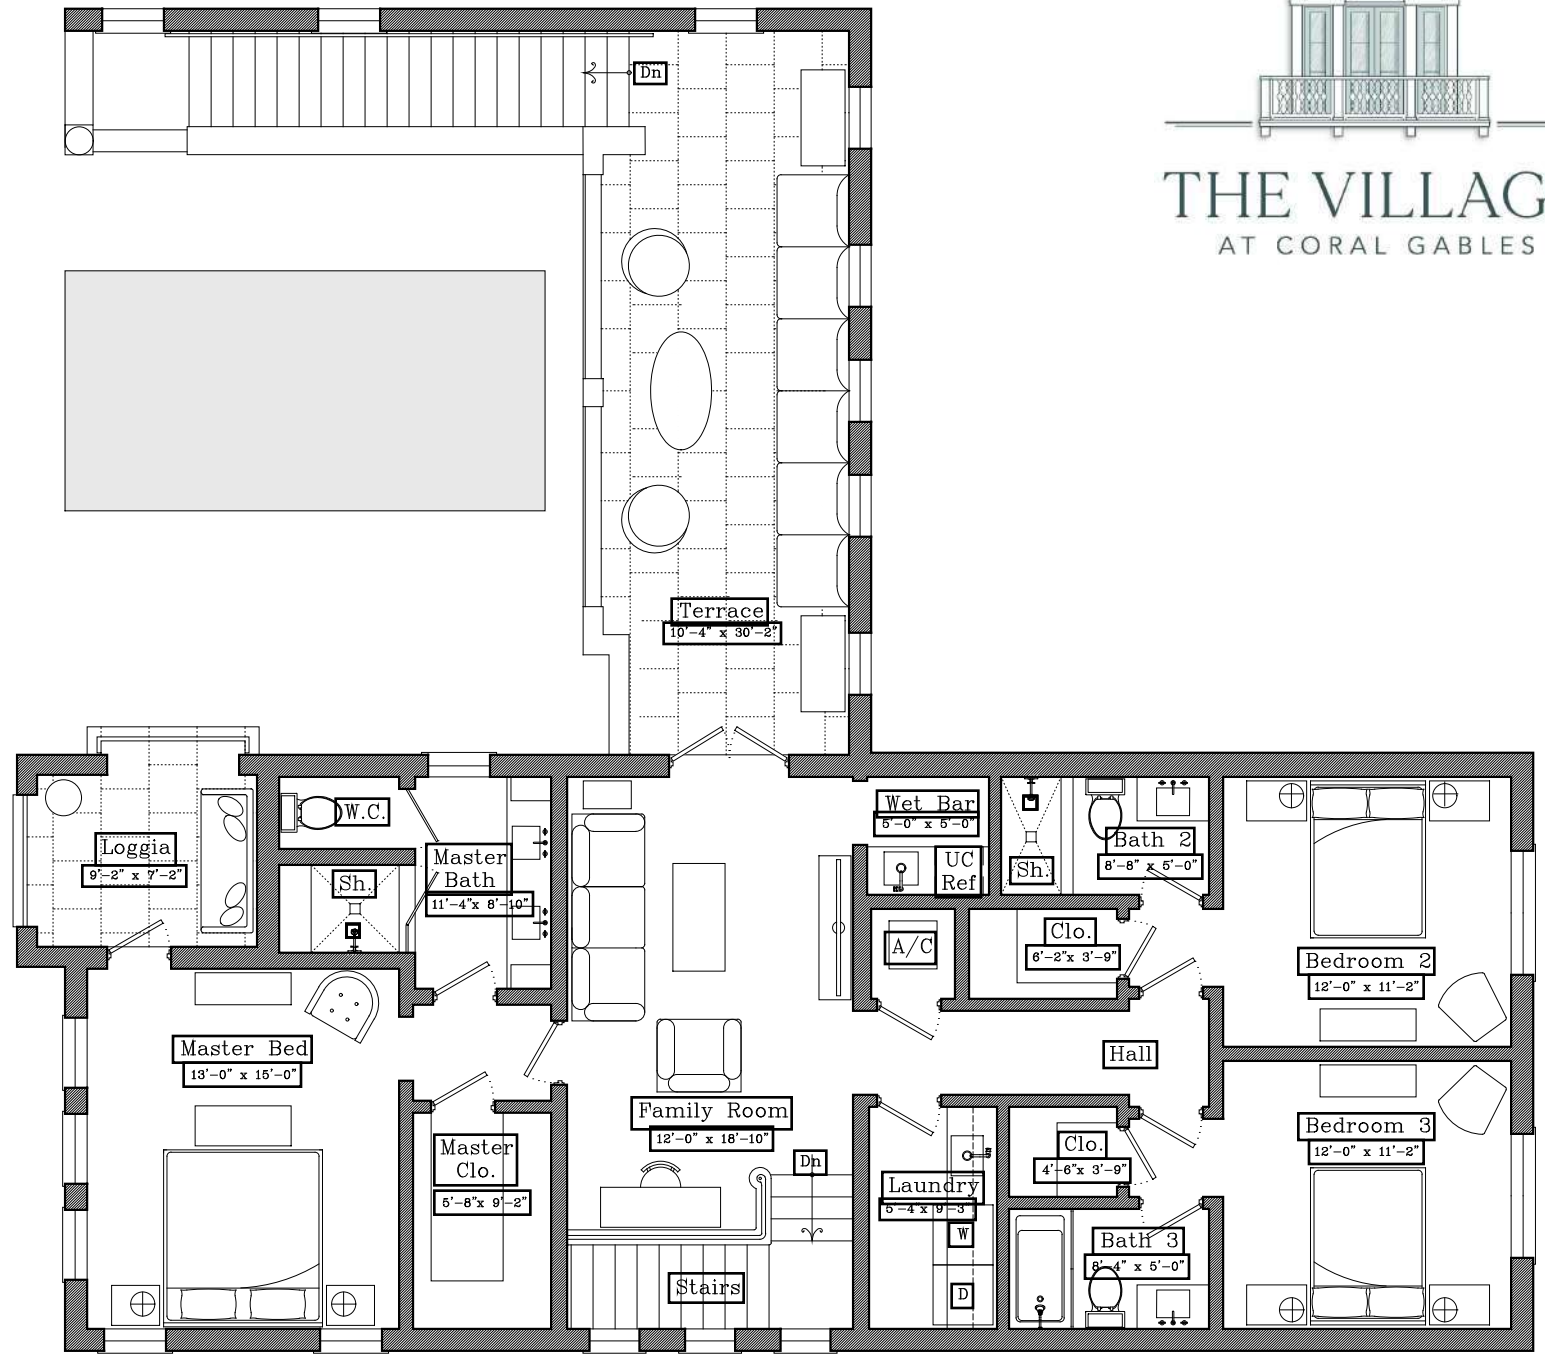 Dn
THE VILLAG
AT CORAL GABLES
Terrace
10'-4" x 30'-2"
Loggia
9'-2" x 7'-2"
W.C.
Sh.
Master
Bath
11'-4"x 8'-10"
Wet Bar
5'-0" x 5'-0"
UC
Ref
Sh.
Bath 2
8'-8" x 5'-0"
A/C
Clo.
6'-2"x 3'-9"
Bedroom 2
12'-0" x 11'-2"
Master Bed
13'-0" x 15'-0"
Hall
Family Room
12'-0" x 18'-10"
Master
Clo.
5'-8"x 9'-2"
Dn
Stairs
Laundry
5'-4"x 9'-3
W
D
Clo.
4'-6"x 3'-9"
Bath 3
8'-4" x 5'-0"
Bedroom 3
12'-0" x 11'-2"